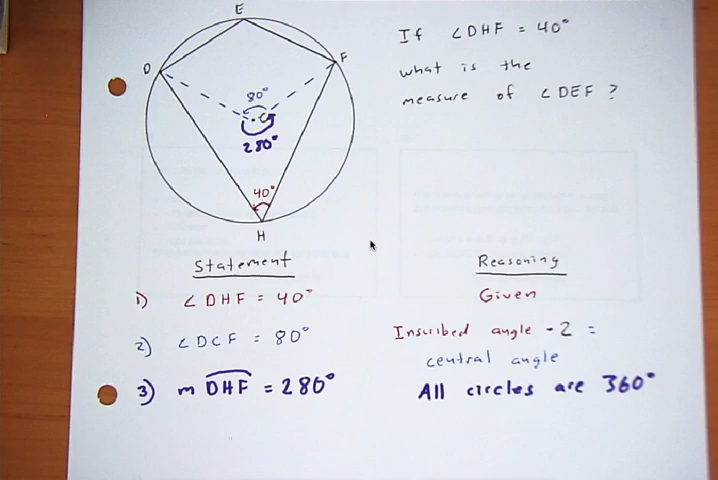 E
D
F
80°
C
280°
40°
H
If ∠DHF = 40°
what is the
measure of ∠DEF ?
Statement
Reasoning
1) ∠DHF = 40°
Given
2) ∠DCF = 80°
Inscribed angle · 2 =
central angle
3) m DHF = 280°
All circles are 360°